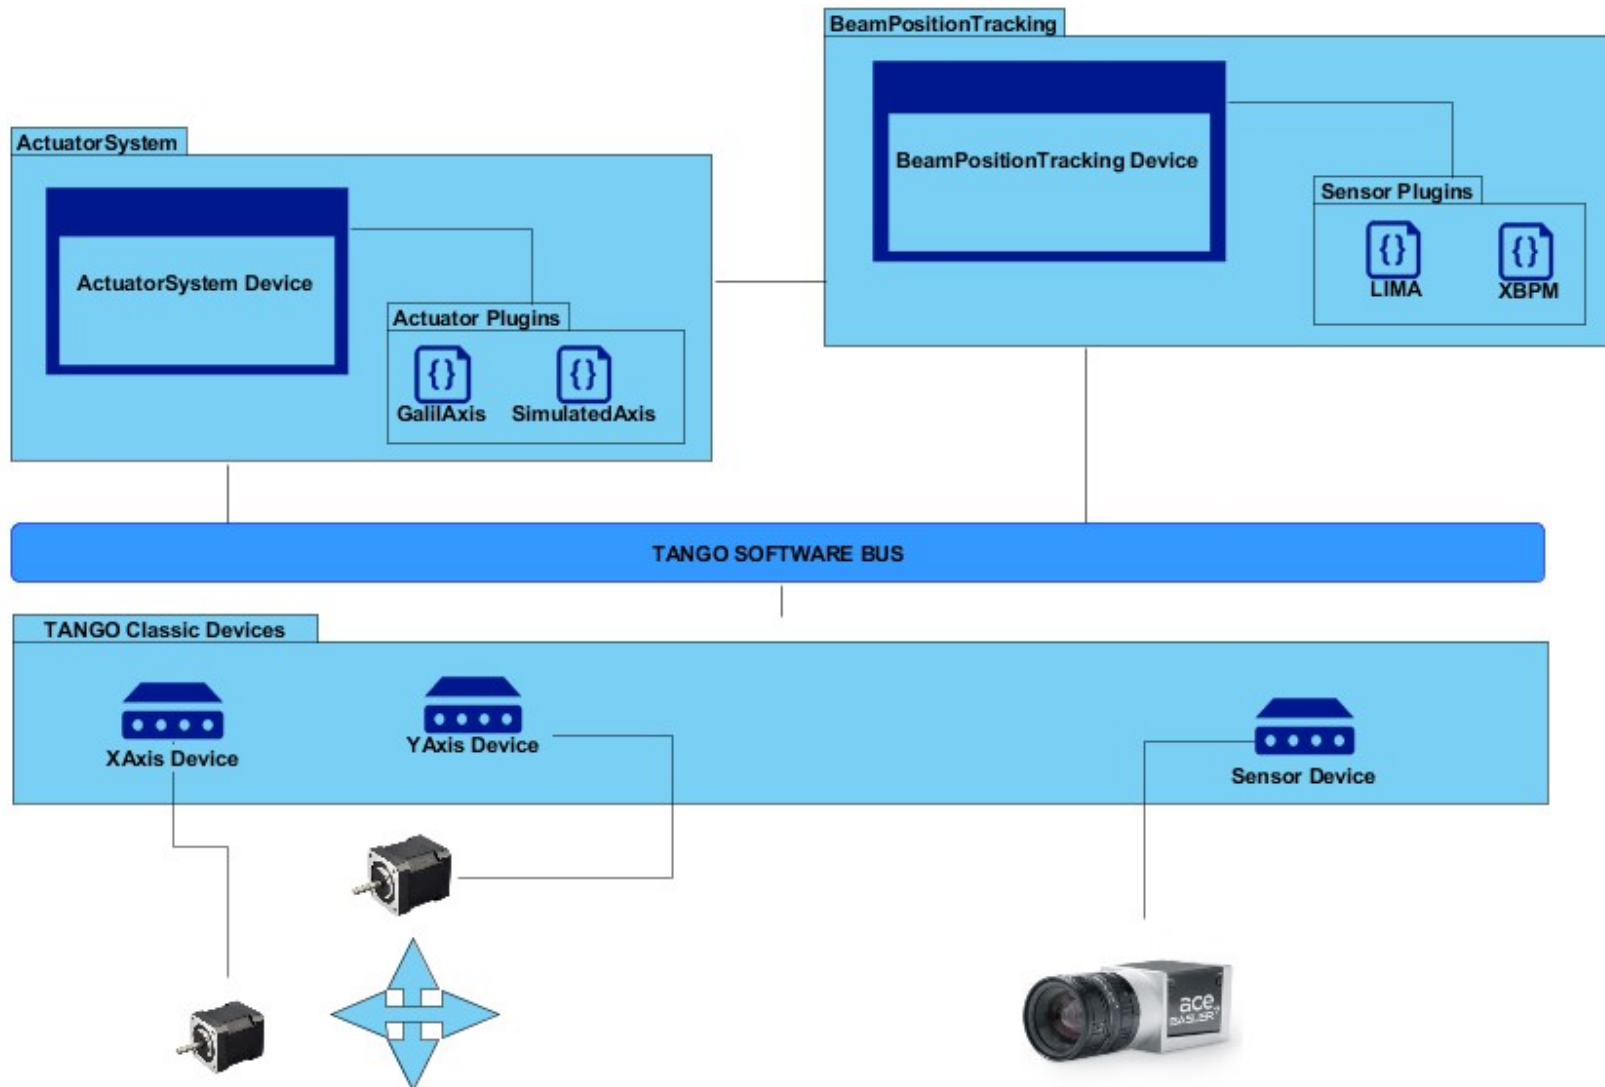 BeamPositionTracking
BeamPositionTracking Device
Sensor Plugins
{} {}
LIMA XBPM
ActuatorSystem
ActuatorSystem Device
Actuator Plugins
{} {}
GalilAxis SimulatedAxis
TANGO SOFTWARE BUS
TANGO Classic Devices
XAxis Device
YAxis Device
Sensor Device
ace
BASLER